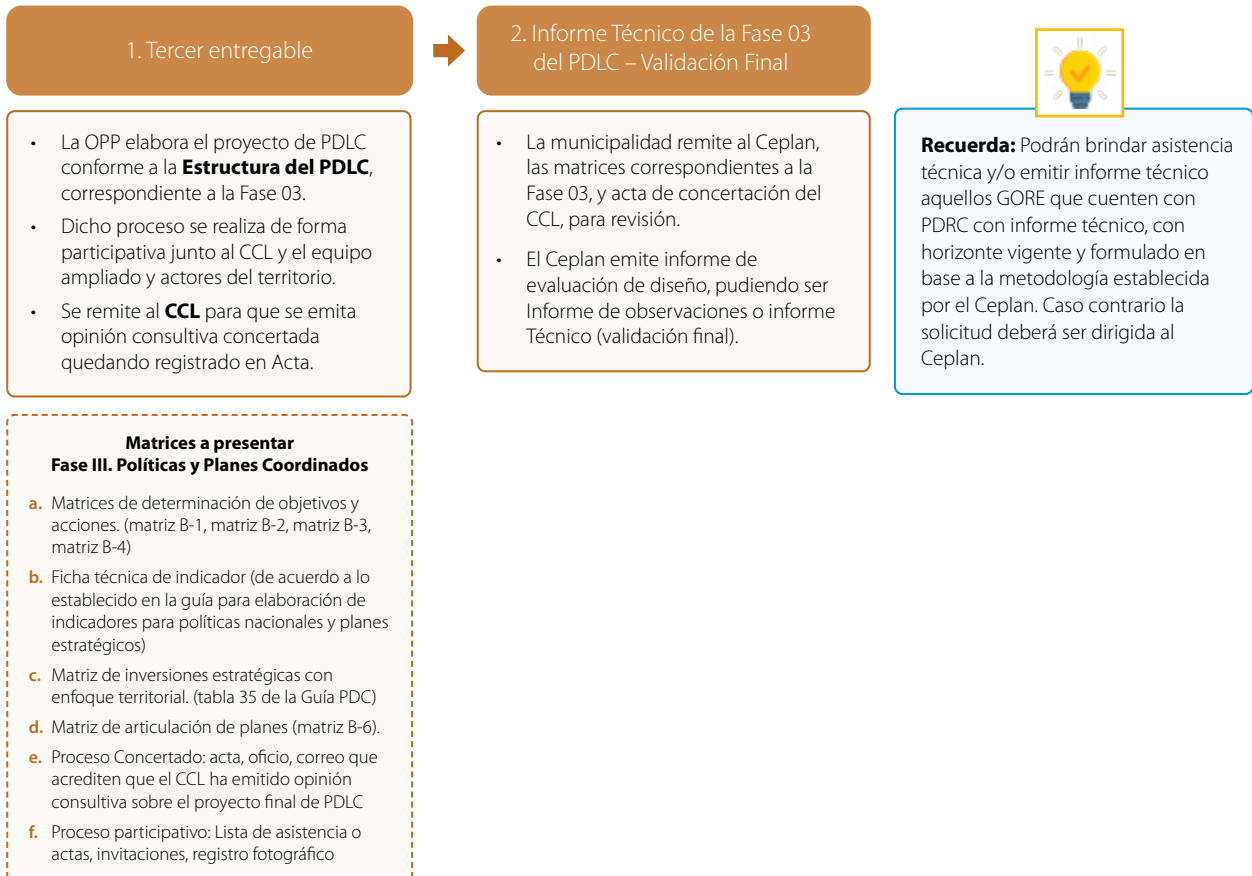 1. Tercer entregable
2. Informe Técnico de la Fase 03
del PDLC – Validación Final
• La OPP elabora el proyecto de PDLC
conforme a la Estructura del PDLC,
correspondiente a la Fase 03.
• Dicho proceso se realiza de forma
participativa junto al CCL y el equipo
ampliado y actores del territorio.
• Se remite al CCL para que se emita
opinión consultiva concertada
quedando registrado en Acta.
• La municipalidad remite al Ceplan,
las matrices correspondientes a la
Fase 03, y acta de concertación del
CCL, para revisión.
• El Ceplan emite informe de
evaluación de diseño, pudiendo ser
Informe de observaciones o informe
Técnico (validación final).
Recuerda: Podrán brindar asistencia
técnica y/o emitir informe técnico
aquellos GORE que cuenten con
PDRC con informe técnico, con
horizonte vigente y formulado en
base a la metodología establecida
por el Ceplan. Caso contrario la
solicitud deberá ser dirigida al
Ceplan.
Matrices a presentar
Fase III. Políticas y Planes Coordinados
a. Matrices de determinación de objetivos y
acciones. (matriz B-1, matriz B-2, matriz B-3,
matriz B-4)
b. Ficha técnica de indicador (de acuerdo a lo
establecido en la guía para elaboración de
indicadores para políticas nacionales y planes
estratégicos)
c. Matriz de inversiones estratégicas con
enfoque territorial. (tabla 35 de la Guía PDC)
d. Matriz de articulación de planes (matriz B-6).
e. Proceso Concertado: acta, oficio, correo que
acrediten que el CCL ha emitido opinión
consultiva sobre el proyecto final de PDLC
f. Proceso participativo: Lista de asistencia o
actas, invitaciones, registro fotográfico